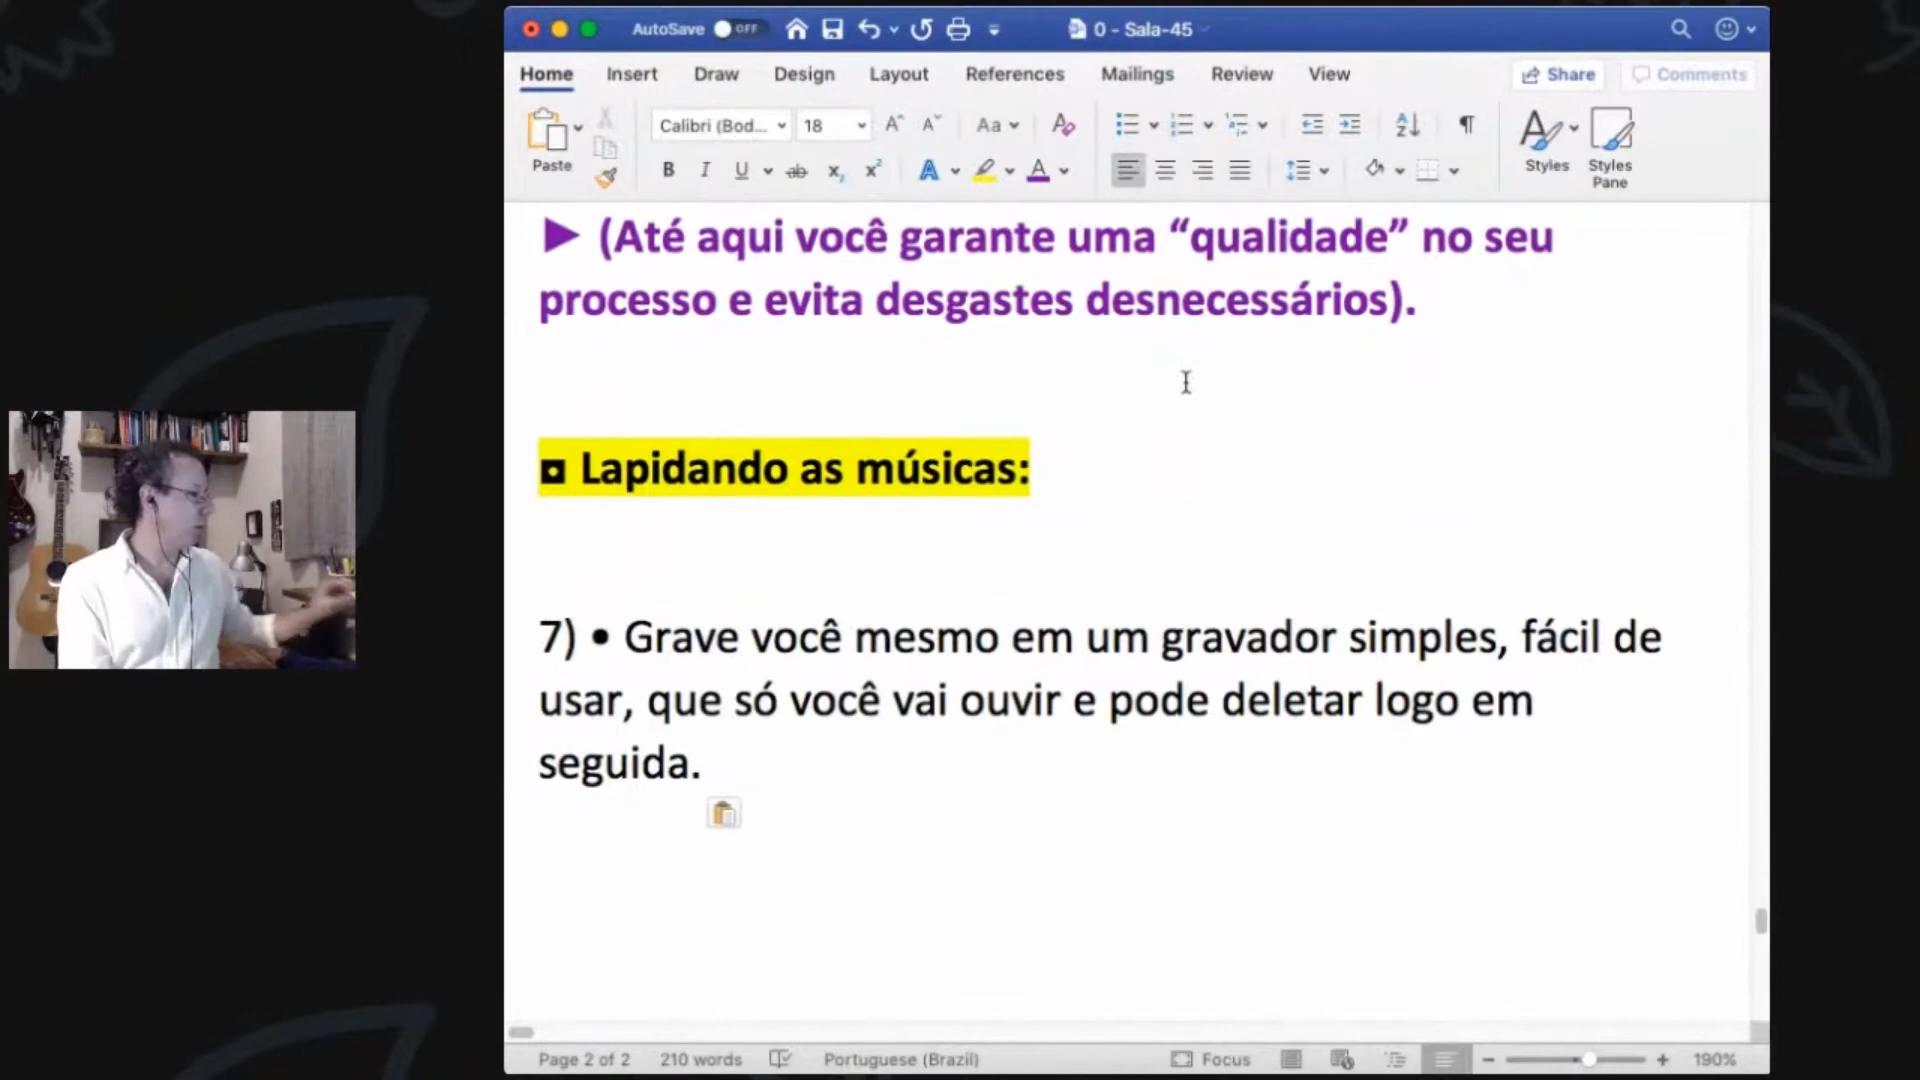 AutoSave OFF 0 - Sala-45
Home Insert Draw Design Layout References Mailings Review View Share Comments
Calibri (Bod... 18 Aa
Paste B I U ab x₂ x² A A Styles Styles Pane
► (Até aqui você garante uma “qualidade” no seu
processo e evita desgastes desnecessários).
◘ Lapidando as músicas:
7) • Grave você mesmo em um gravador simples, fácil de
usar, que só você vai ouvir e pode deletar logo em
seguida.
Page 2 of 2 210 words Portuguese (Brazil) Focus 190%